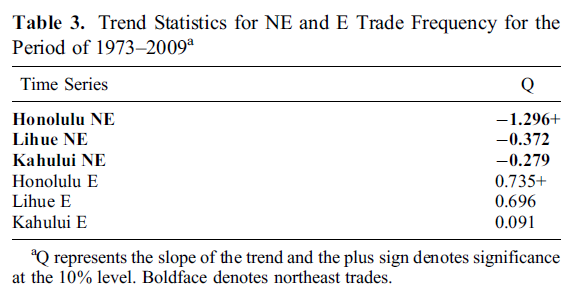 Table 3. Trend Statistics for NE and E Trade Frequency for the
Period of 1973–2009a
Time Series Q
Honolulu NE −1.296+
Lihue NE −0.372
Kahului NE −0.279
Honolulu E 0.735+
Lihue E 0.696
Kahului E 0.091
aQ represents the slope of the trend and the plus sign denotes significance
at the 10% level. Boldface denotes northeast trades.